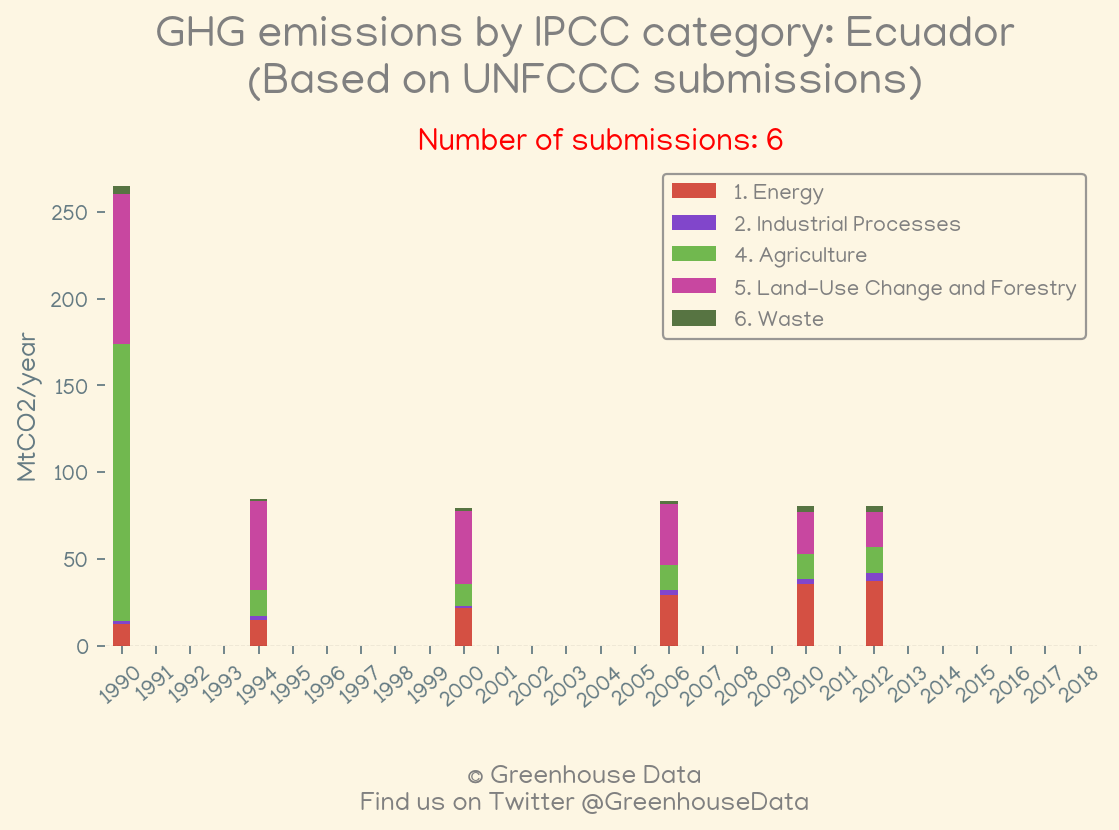 GHG emissions by IPCC category: Ecuador
(Based on UNFCCC submissions)
Number of submissions: 6
1. Energy
2. Industrial Processes
4. Agriculture
5. Land-Use Change and Forestry
6. Waste
MtCO2/year
250
200
150
100
50
0
1990 1991 1992 1993 1994 1995 1996 1997 1998 1999 2000 2001 2002 2003 2004 2005 2006 2007 2008 2009 2010 2011 2012 2013 2014 2015 2016 2017 2018
© Greenhouse Data
Find us on Twitter @GreenhouseData